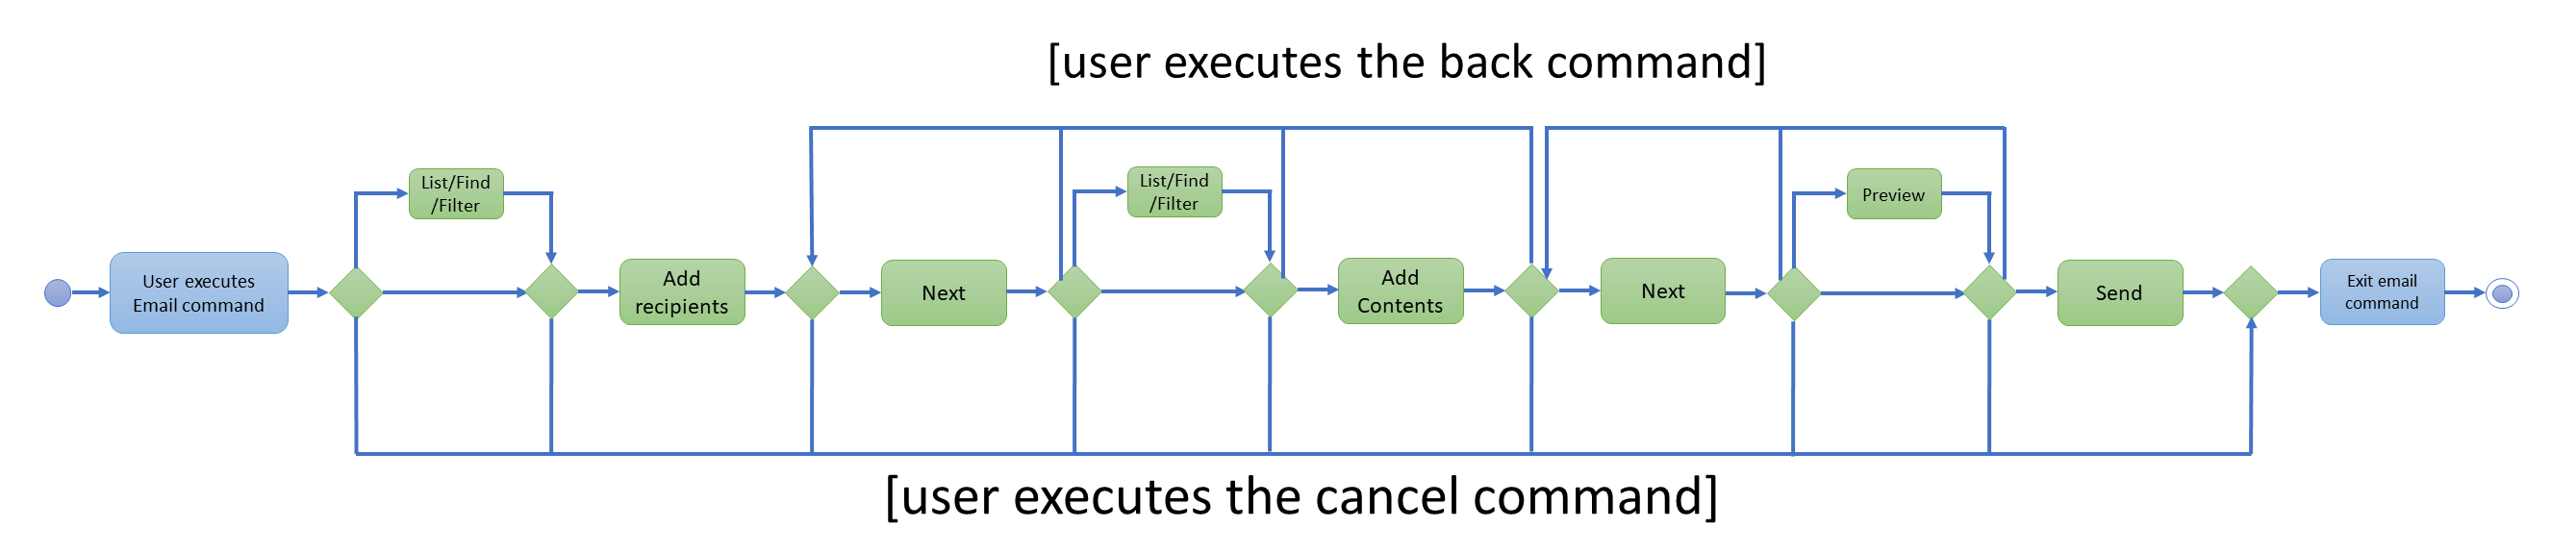 [user executes the back command]
List/Find
/Filter
List/Find
/Filter
Preview
User executes
Email command
Add
recipients
Next
Add
Contents
Next
Send
Exit email
command
[user executes the cancel command]